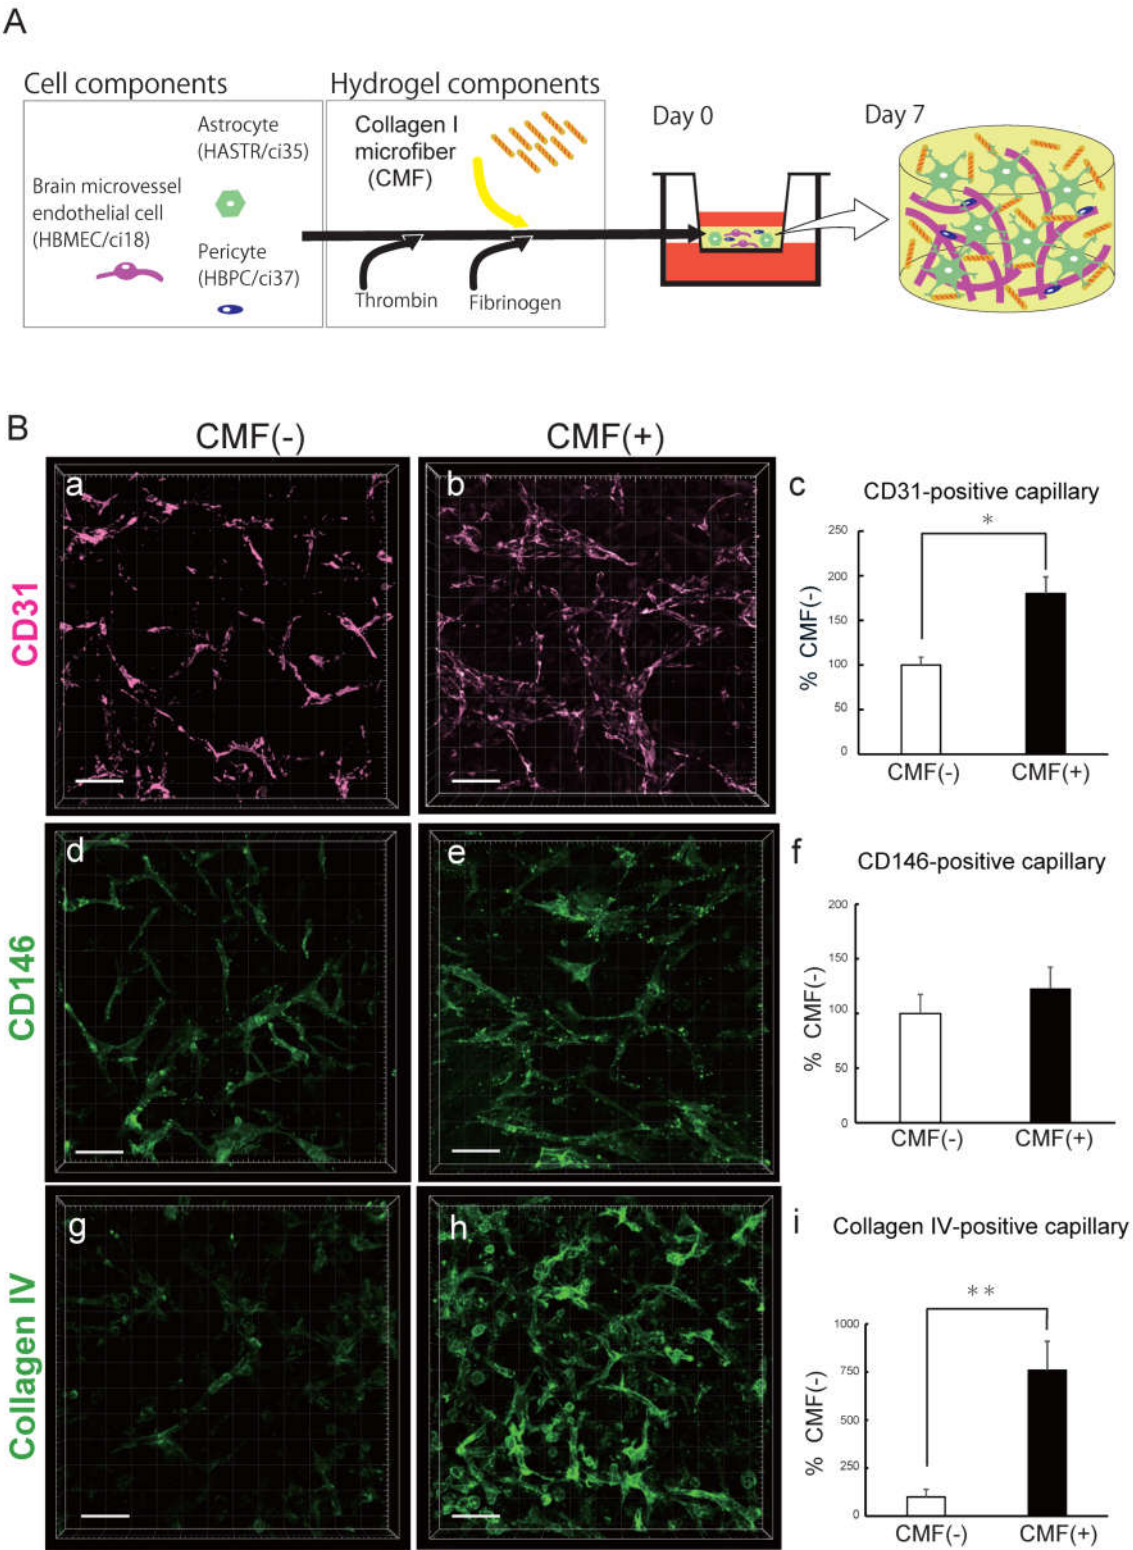 A
Cell components
Hydrogel components
Astrocyte
(HASTR/ci35)
Brain microvessel
endothelial cell
(HBMEC/ci18)
Pericyte
(HBPC/ci37)
Collagen I
microfiber
(CMF)
Thrombin
Fibrinogen
Day 0
Day 7
B
CMF(-)
CMF(+)
CD31
a
b
c
CD31-positive capillary
*
% CMF(-)
250
200
150
100
50
0
CMF(-)
CMF(+)
CD146
d
e
f
CD146-positive capillary
% CMF(-)
200
150
100
50
0
CMF(-)
CMF(+)
Collagen IV
g
h
i
Collagen IV-positive capillary
**
% CMF(-)
1000
750
500
250
0
CMF(-)
CMF(+)